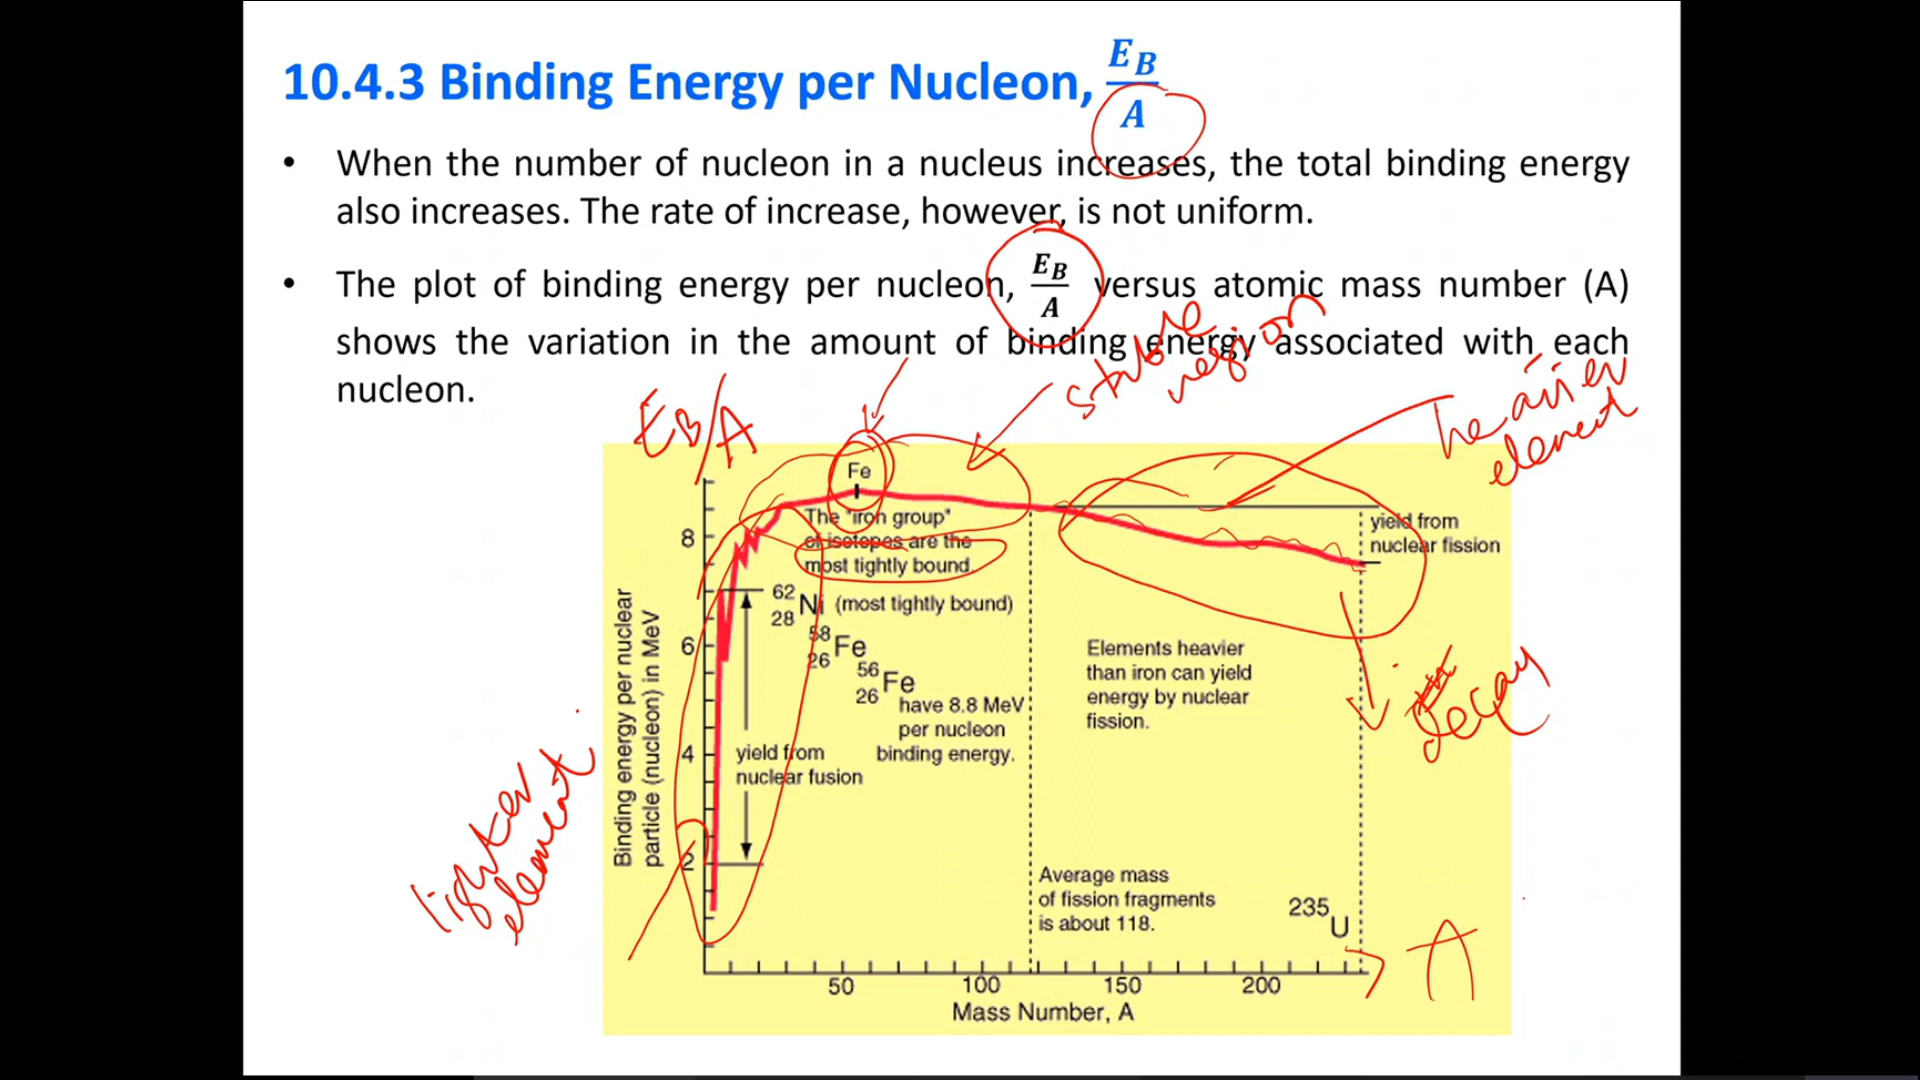 10.4.3 Binding Energy per Nucleon, E_B/A
• When the number of nucleon in a nucleus increases, the total binding energy
also increases. The rate of increase, however, is not uniform.
• The plot of binding energy per nucleon, E_B/A versus atomic mass number (A)
shows the variation in the amount of binding energy associated with each
nucleon.
stable
region
heavier
element
E_B/A
Fe
The "iron group"
of isotopes are the
most tightly bound.
yield from
nuclear fission
62 28 Ni (most tightly bound)
58 26 Fe
56 26 Fe
have 8.8 MeV
per nucleon
binding energy.
Elements heavier
than iron can yield
energy by nuclear
fission.
decay
yield from
nuclear fusion
lighter
element
Average mass
of fission fragments
is about 118.
235 U
8
6
4
2
Binding energy per nuclear
particle (nucleon) in MeV
50 100 150 200
A
Mass Number, A